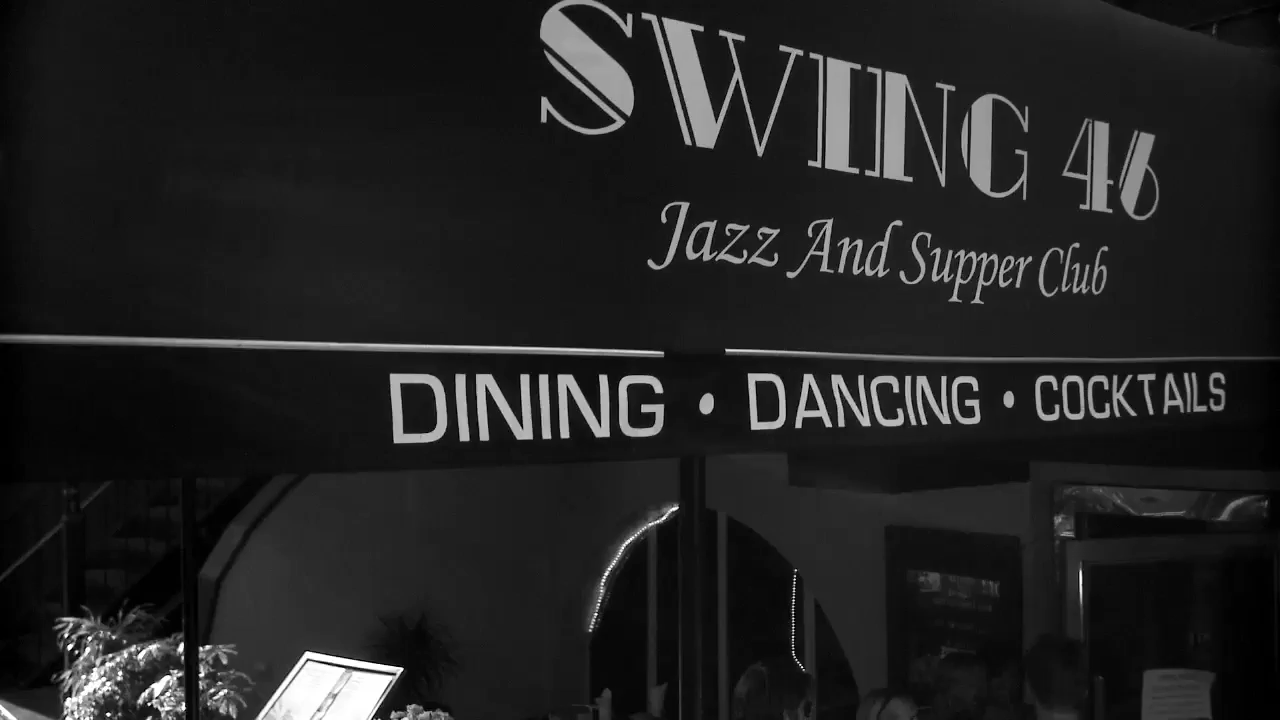 SWING 46
Jazz And Supper Club
DINING • DANCING • COCKTAILS